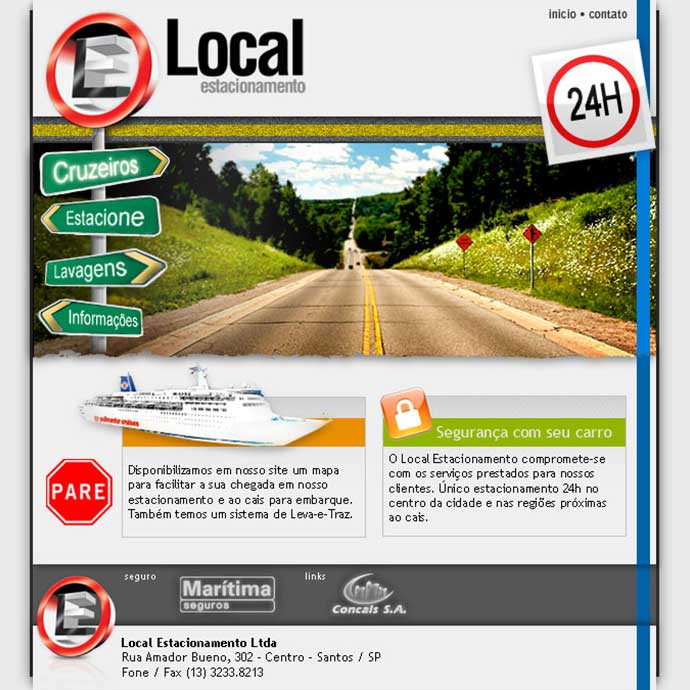 inicio • contato
E Local
estacionamento
24H
Cruzeiros
Estacione
Lavagens
Informações
pullmantur cruises
Segurança com seu carro
PARE
Disponibilizamos em nosso site um mapa
para facilitar a sua chegada em nosso
estacionamento e ao cais para embarque.
Também temos um sistema de Leva-e-Traz.
O Local Estacionamento compromete-se
com os serviços prestados para nossos
clientes. Único estacionamento 24h no
centro da cidade e nas regiões próximas
ao cais.
seguro
Marítima
seguros
links
Concais S.A.
E
Local Estacionamento Ltda
Rua Amador Bueno, 302 - Centro - Santos / SP
Fone / Fax (13) 3233.8213